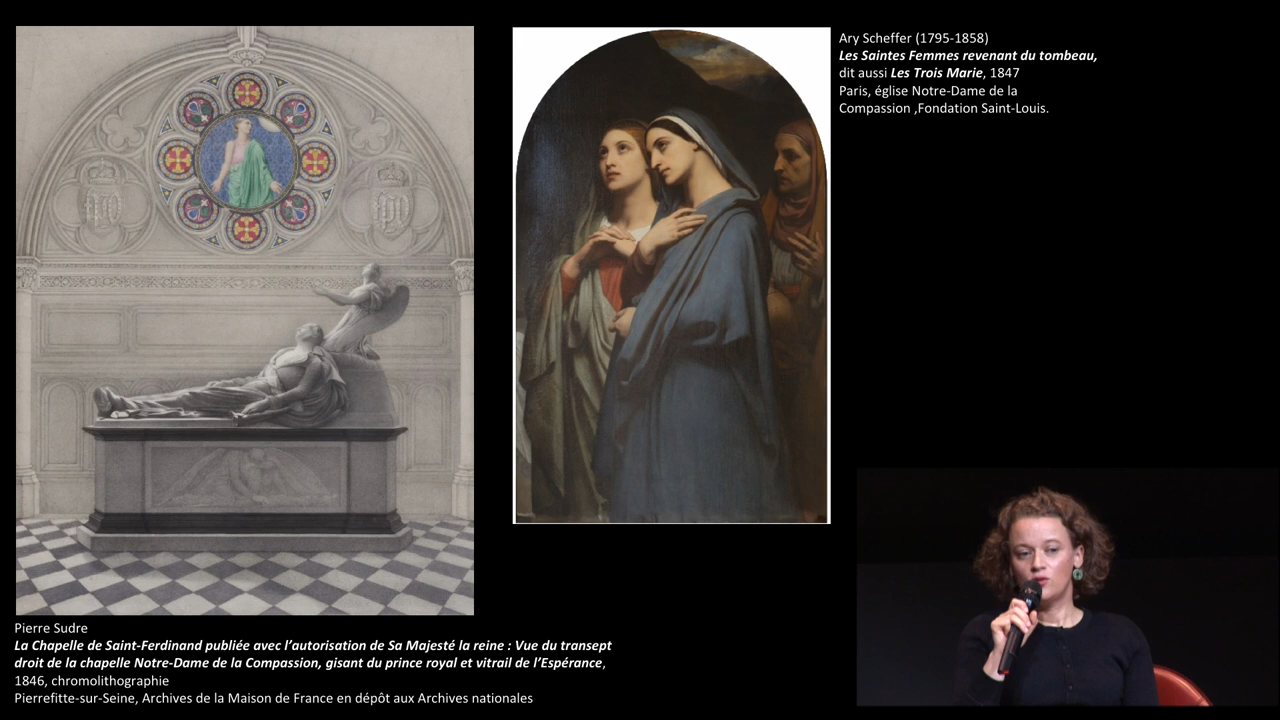 Ary Scheffer (1795-1858)
Les Saintes Femmes revenant du tombeau,
dit aussi Les Trois Marie, 1847
Paris, église Notre-Dame de la
Compassion ,Fondation Saint-Louis.
Pierre Sudre
La Chapelle de Saint-Ferdinand publiée avec l’autorisation de Sa Majesté la reine : Vue du transept
droit de la chapelle Notre-Dame de la Compassion, gisant du prince royal et vitrail de l’Espérance,
1846, chromolithographie
Pierrefitte-sur-Seine, Archives de la Maison de France en dépôt aux Archives nationales